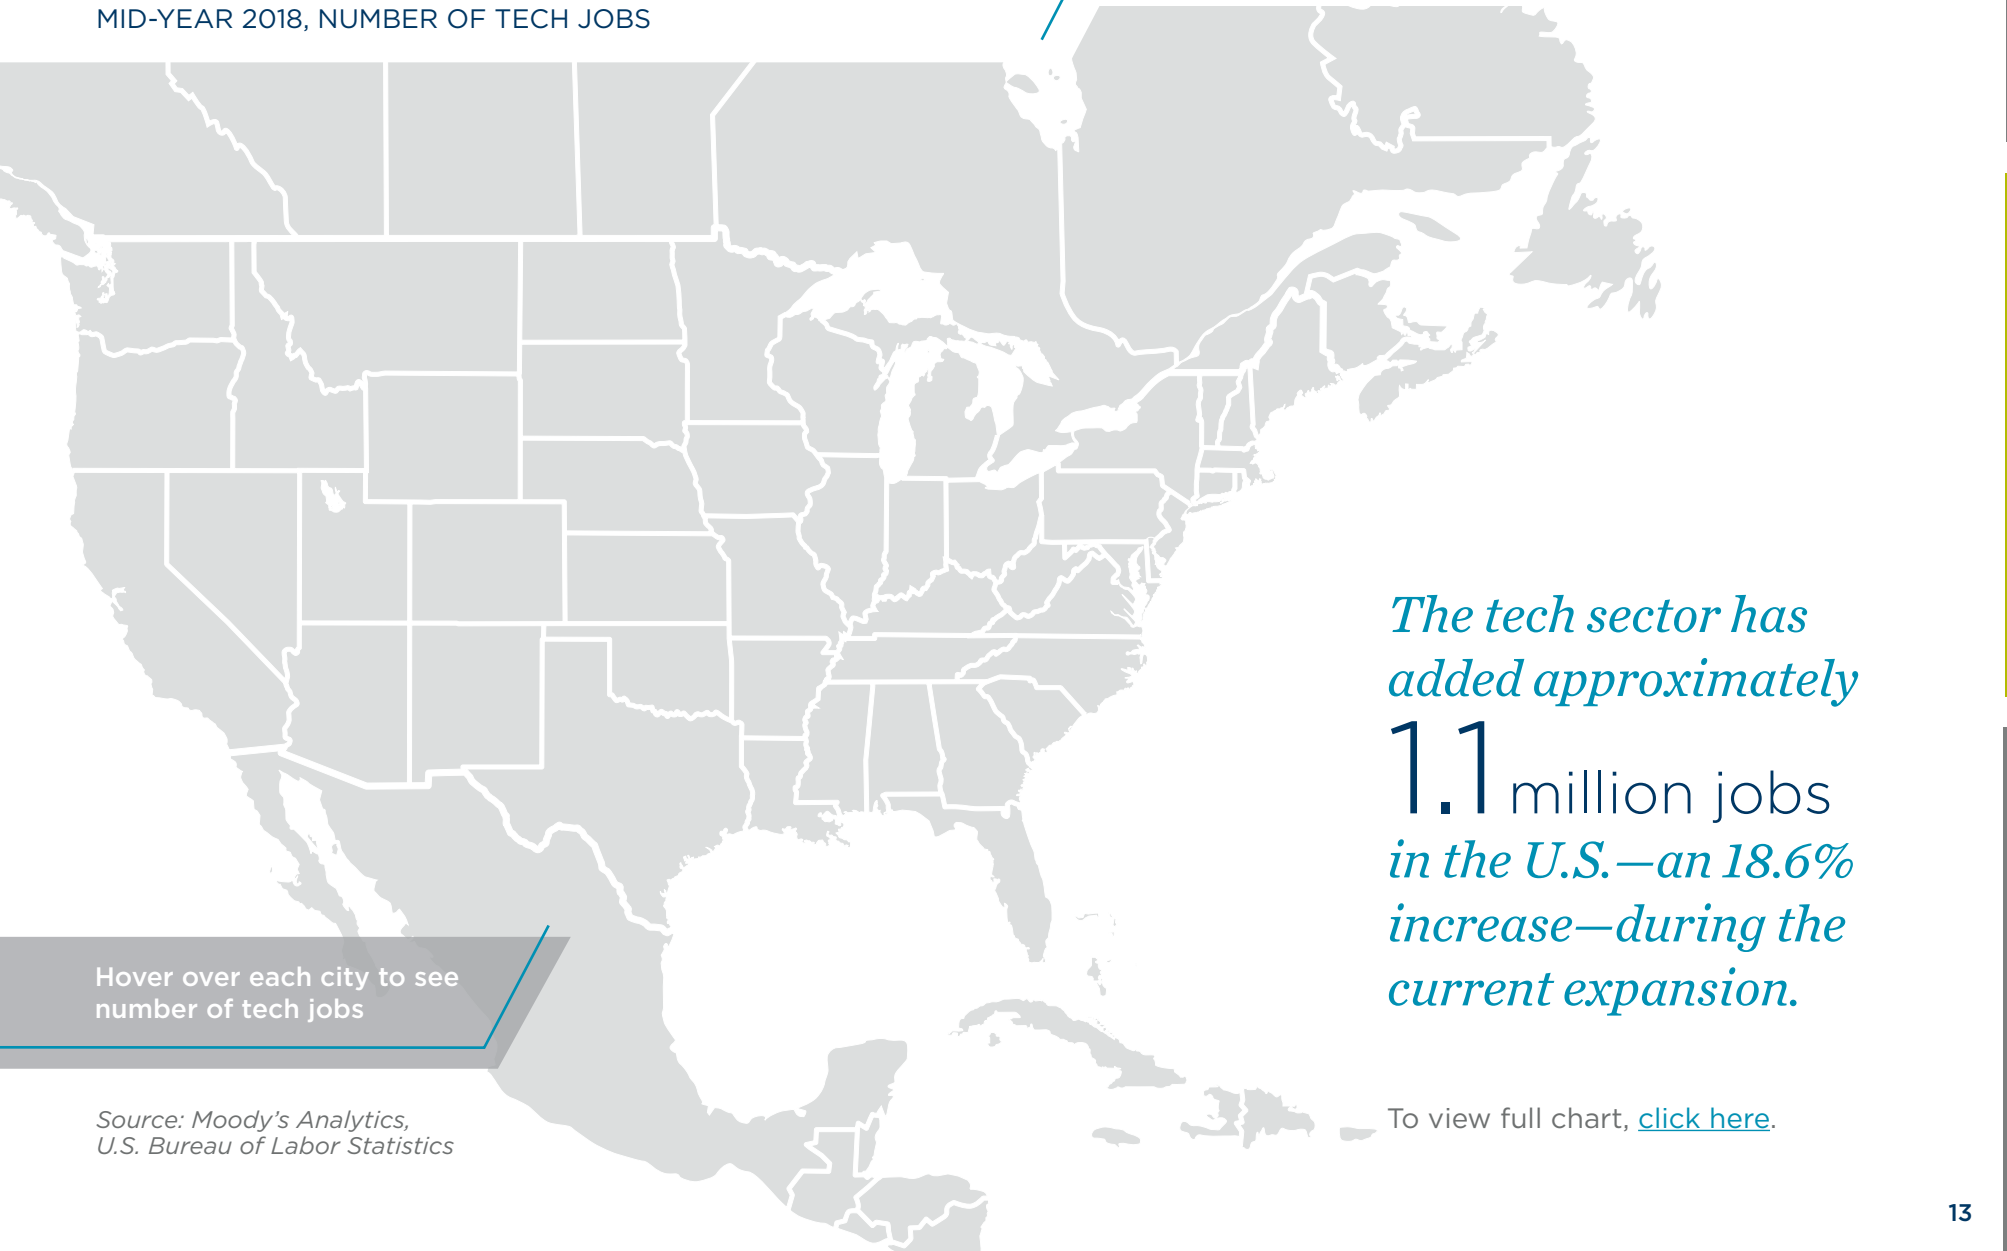 MID-YEAR 2018, NUMBER OF TECH JOBS
The tech sector has
added approximately
1.1 million jobs
in the U.S.—an 18.6%
increase—during the
current expansion.
Hover over each city to see
number of tech jobs
Source: Moody's Analytics,
U.S. Bureau of Labor Statistics
To view full chart, click here.
13